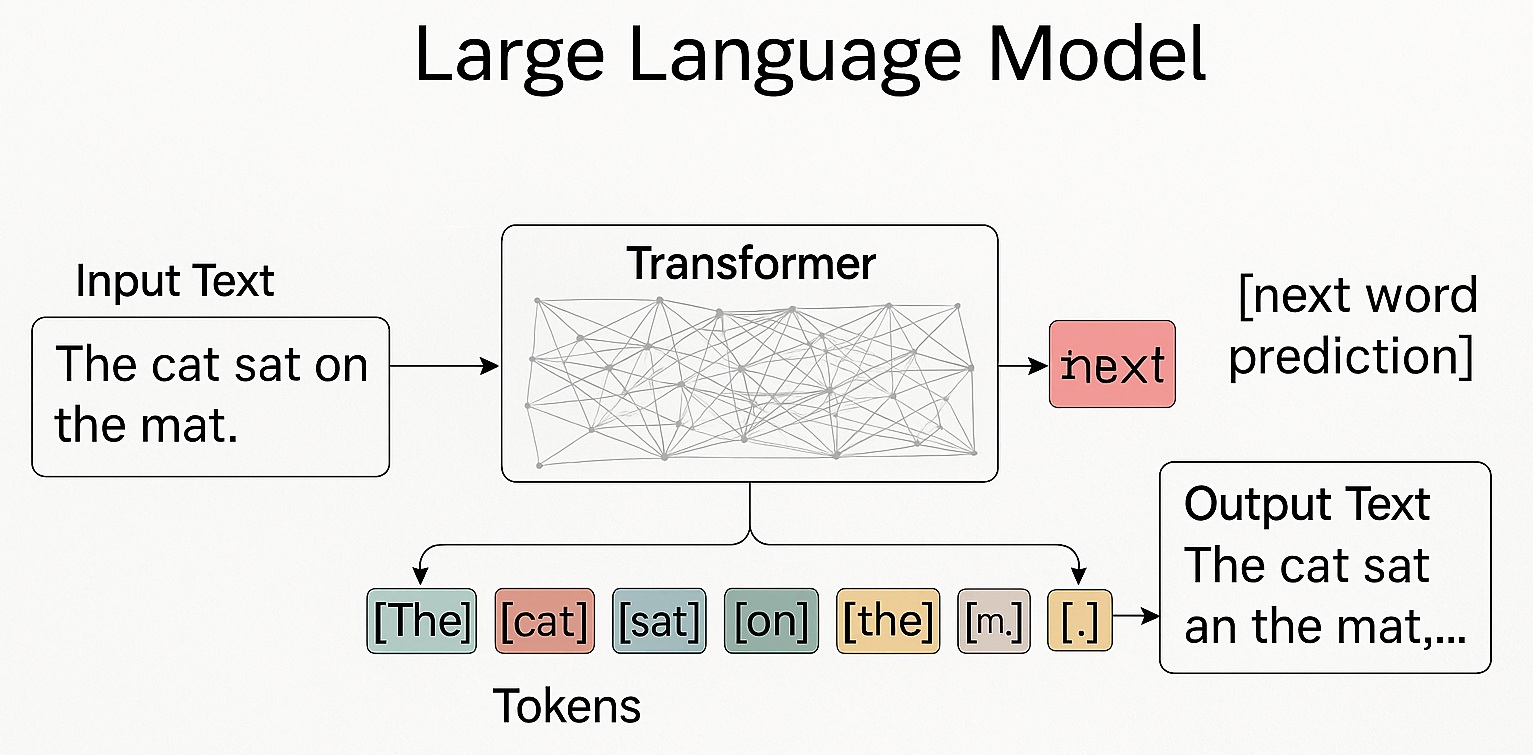 Large Language Model
Input Text
The cat sat on
the mat.
Transformer
next
[next word
prediction]
[The] [cat] [sat] [on] [the] [m.] [.]
Tokens
Output Text
The cat sat
an the mat,...